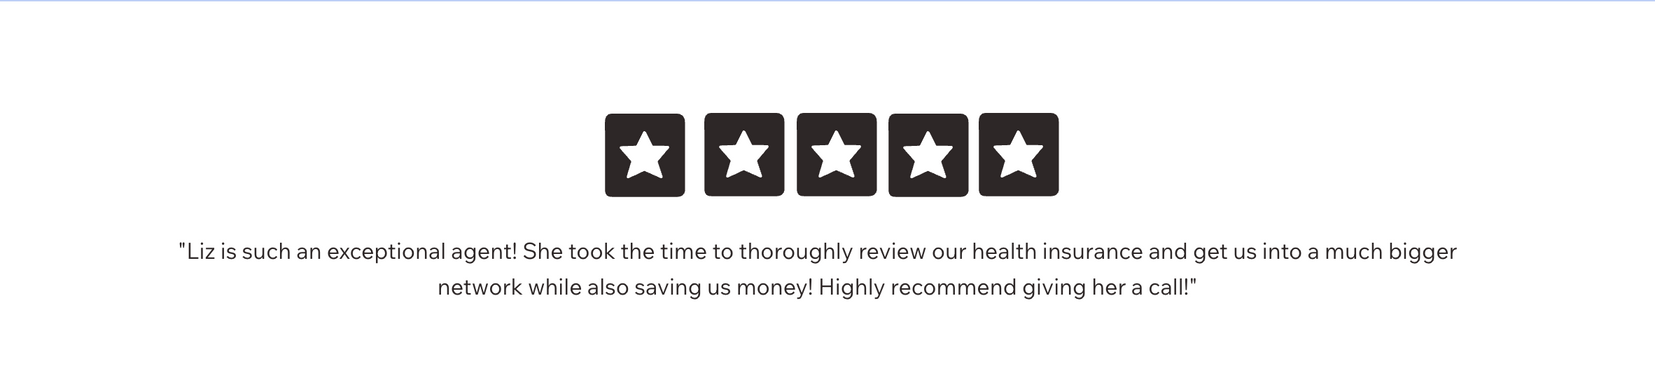 "Liz is such an exceptional agent! She took the time to thoroughly review our health insurance and get us into a much bigger
network while also saving us money! Highly recommend giving her a call!"